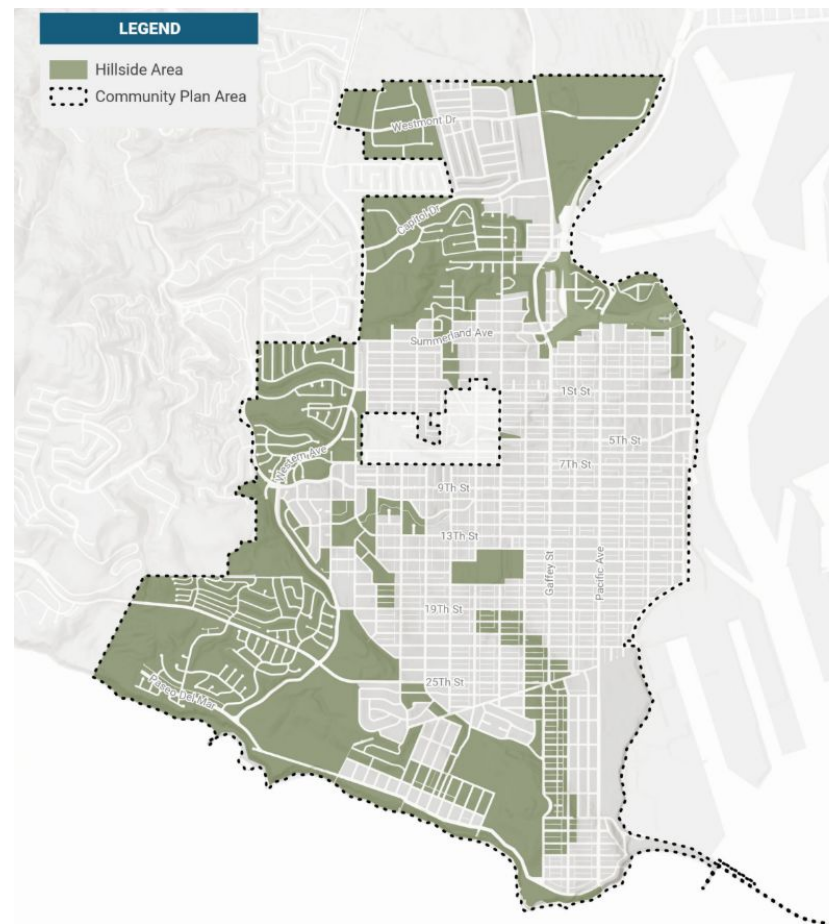 LEGEND
Hillside Area
Community Plan Area
Westmont Dr
Capitol Dr
Summerland Ave
1St St
5Th St
7Th St
Western Ave
9Th St
13Th St
Gaffey St
Pacific Ave
19Th St
25Th St
Paseo Del Mar